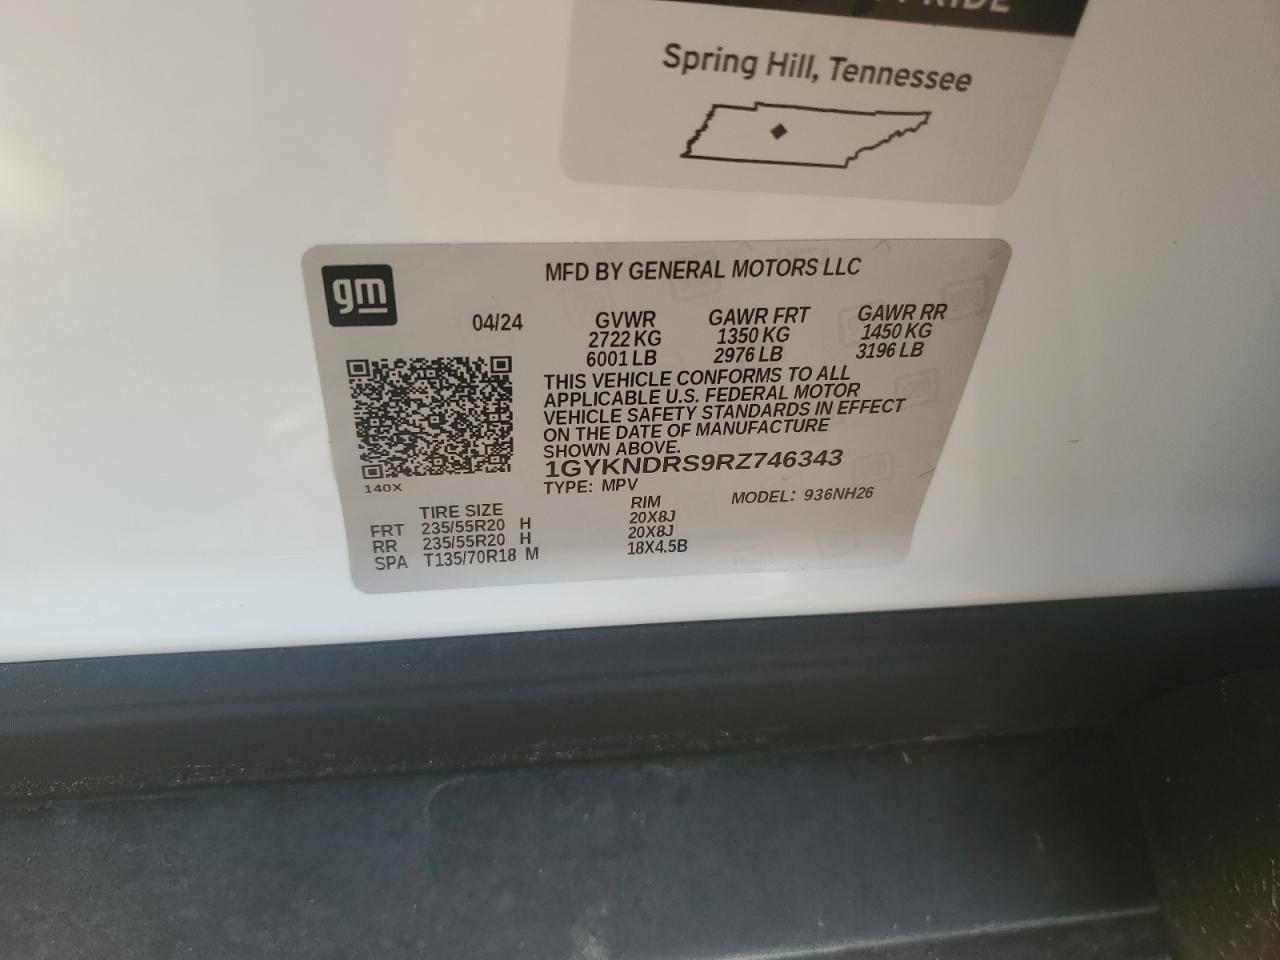 RIDE
Spring Hill, Tennessee
gm
MFD BY GENERAL MOTORS LLC
04/24 GVWR GAWR FRT GAWR RR
2722 KG 1350 KG 1450 KG
6001 LB 2976 LB 3196 LB
THIS VEHICLE CONFORMS TO ALL
APPLICABLE U.S. FEDERAL MOTOR
VEHICLE SAFETY STANDARDS IN EFFECT
ON THE DATE OF MANUFACTURE
SHOWN ABOVE.
1GYKNDRS9RZ746343
140X
TYPE: MPV MODEL: 936NH26
TIRE SIZE RIM
FRT 235/55R20 H 20X8J
RR 235/55R20 H 20X8J
SPA T135/70R18 M 18X4.5B